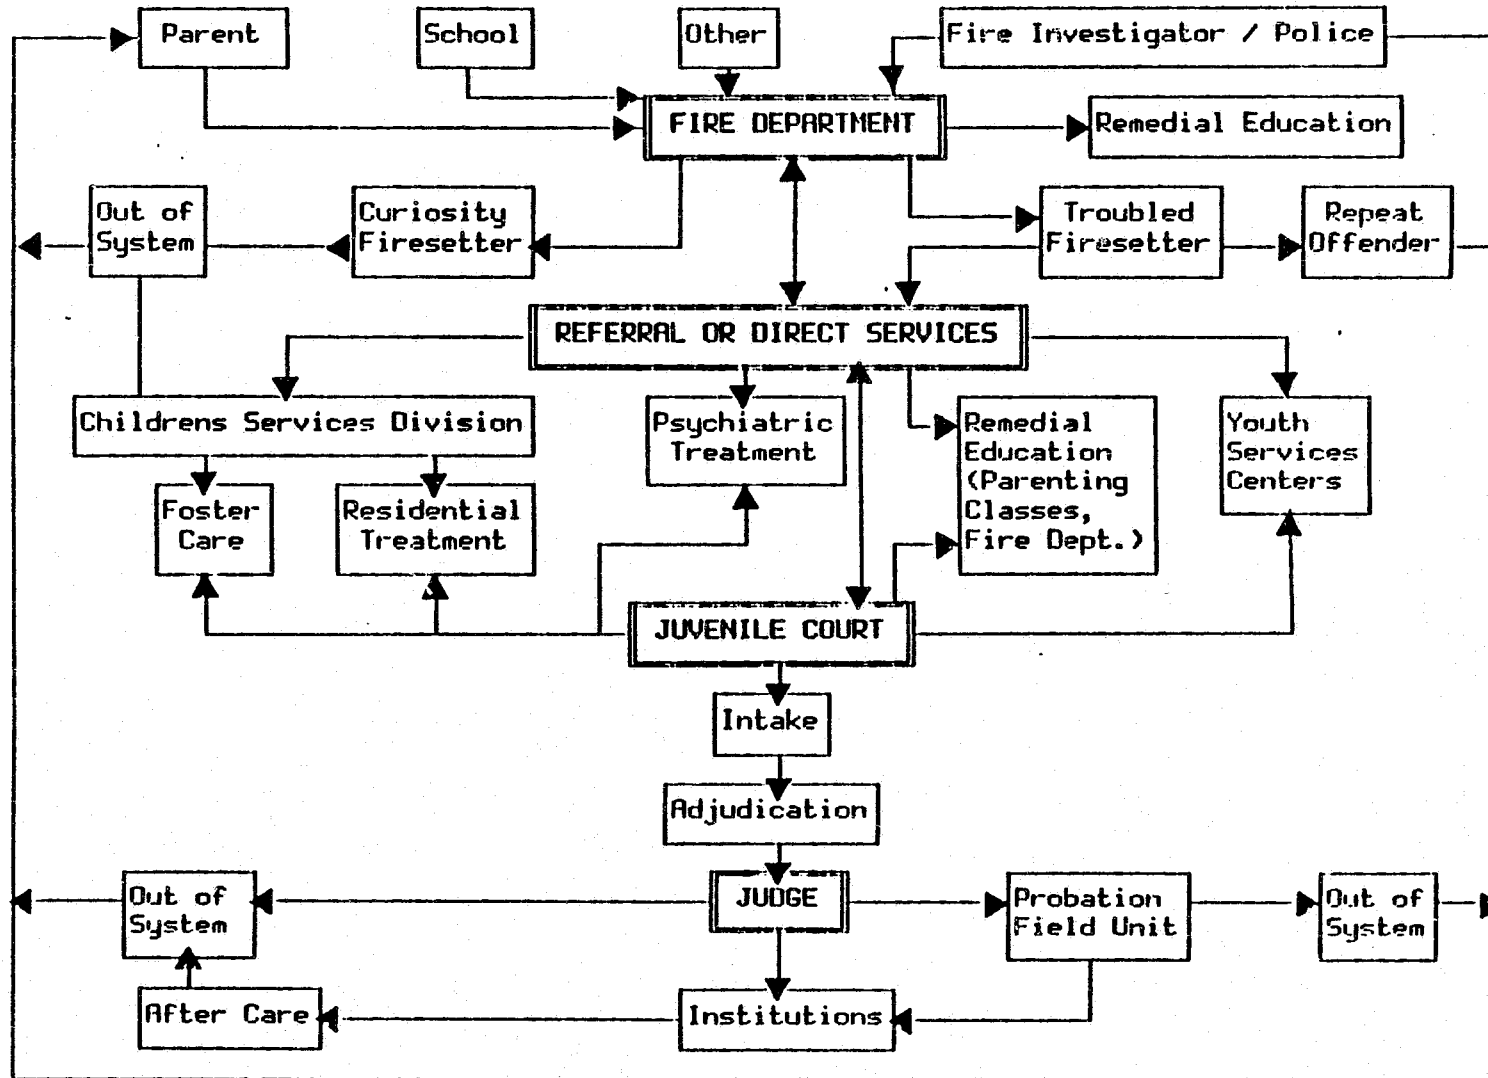 Parent
School
Other
Fire Investigator / Police
FIRE DEPARTMENT
Remedial Education
Out of
System
Curiosity
Firesetter
Troubled
Firesetter
Repeat
Offender
REFERRAL OR DIRECT SERVICES
Childrens Services Division
Psychiatric
Treatment
Remedial
Education
(Parenting
Classes,
Fire Dept.)
Youth
Services
Centers
Foster
Care
Residential
Treatment
JUVENILE COURT
Intake
Adjudication
Out of
System
JUDGE
Probation
Field Unit
Out of
System
After Care
Institutions